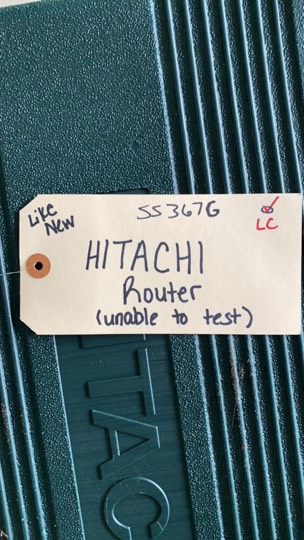 Like
New
SS367G
LC
HITACHI
Router
(unable to test)
HITAC